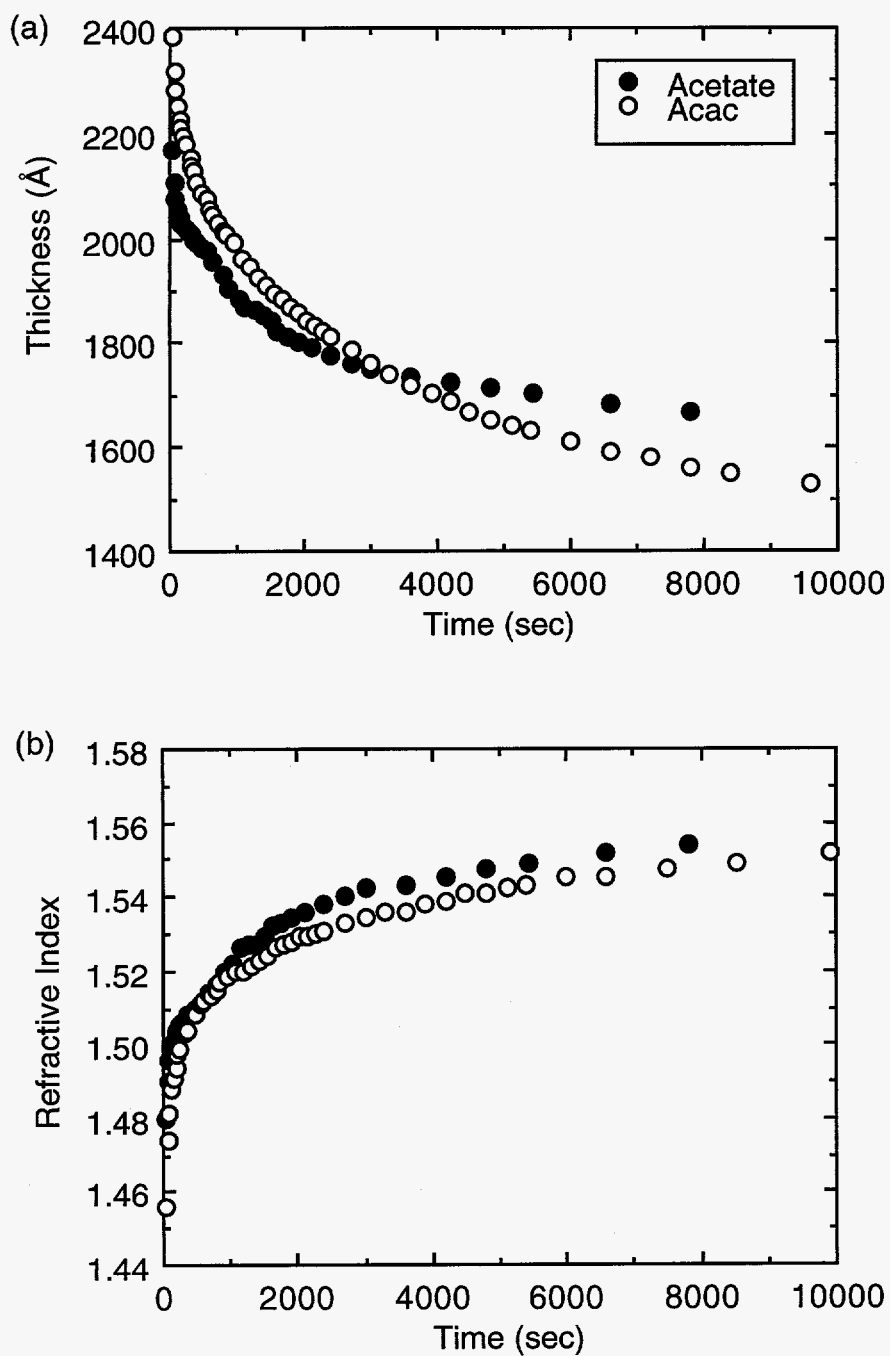 (a)
2400
2200
2000
1800
1600
1400
Thickness (Å)
Acetate
Acac
0 2000 4000 6000 8000 10000
Time (sec)
(b)
1.58
1.56
1.54
1.52
1.50
1.48
1.46
1.44
Refractive Index
0 2000 4000 6000 8000 10000
Time (sec)